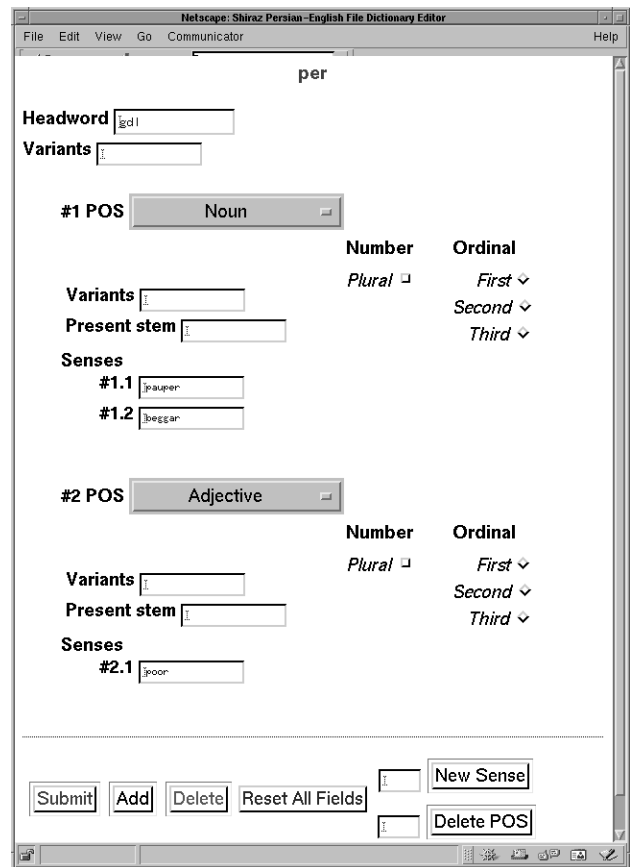 Netscape: Shiraz Persian-English File Dictionary Editor
File Edit View Go Communicator Help
per
Headword gdl
Variants
#1 POS Noun
Number Ordinal
Plural First
Variants
Second
Present stem
Third
Senses
#1.1 pauper
#1.2 beggar
#2 POS Adjective
Number Ordinal
Plural First
Variants
Second
Present stem
Third
Senses
#2.1 poor
Submit Add Delete Reset All Fields New Sense
Delete POS